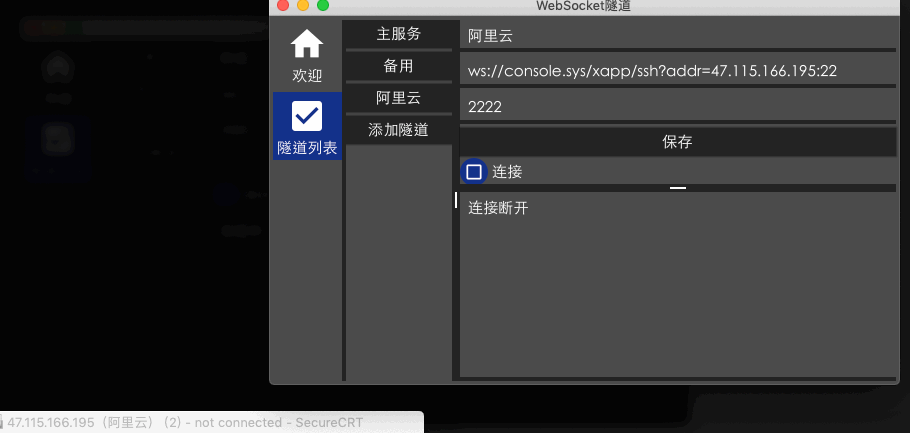 WebSocket隧道
欢迎
隧道列表
主服务
备用
阿里云
添加隧道
阿里云
ws://console.sys/xapp/ssh?addr=47.115.166.195:22
2222
保存
连接
连接断开
47.115.166.195（阿里云） (2) - not connected - SecureCRT